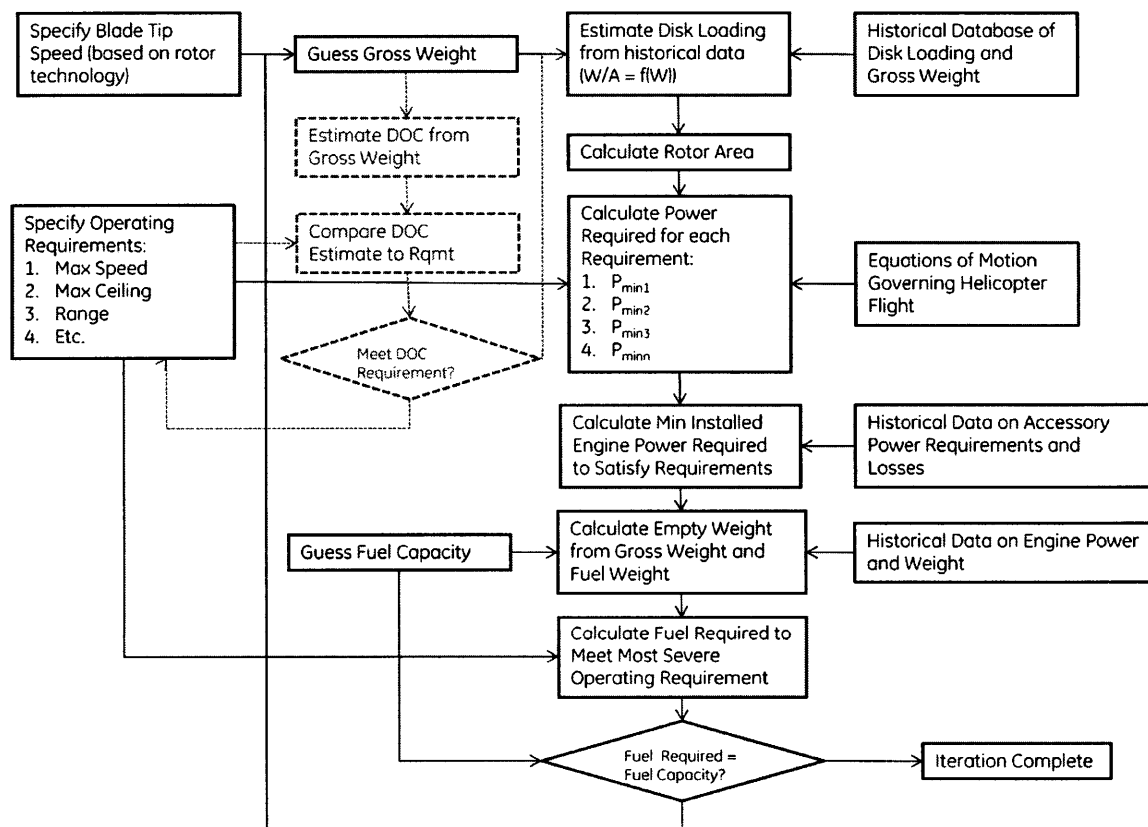 Specify Blade Tip
Speed (based on rotor
technology)
Guess Gross Weight
Estimate Disk Loading
from historical data
(W/A = f(W))
Historical Database of
Disk Loading and
Gross Weight
Estimate DOC from
Gross Weight
Calculate Rotor Area
Specify Operating
Requirements:
1. Max Speed
2. Max Ceiling
3. Range
4. Etc.
Compare DOC
Estimate to Rqmt
Calculate Power
Required for each
Requirement:
1. Pmin1
2. Pmin2
3. Pmin3
4. Pminn
Equations of Motion
Governing Helicopter
Flight
Meet DOC
Requirement?
Calculate Min Installed
Engine Power Required
to Satisfy Requirements
Historical Data on Accessory
Power Requirements and
Losses
Guess Fuel Capacity
Calculate Empty Weight
from Gross Weight and
Fuel Weight
Historical Data on Engine Power
and Weight
Calculate Fuel Required to
Meet Most Severe
Operating Requirement
Fuel Required =
Fuel Capacity?
Iteration Complete